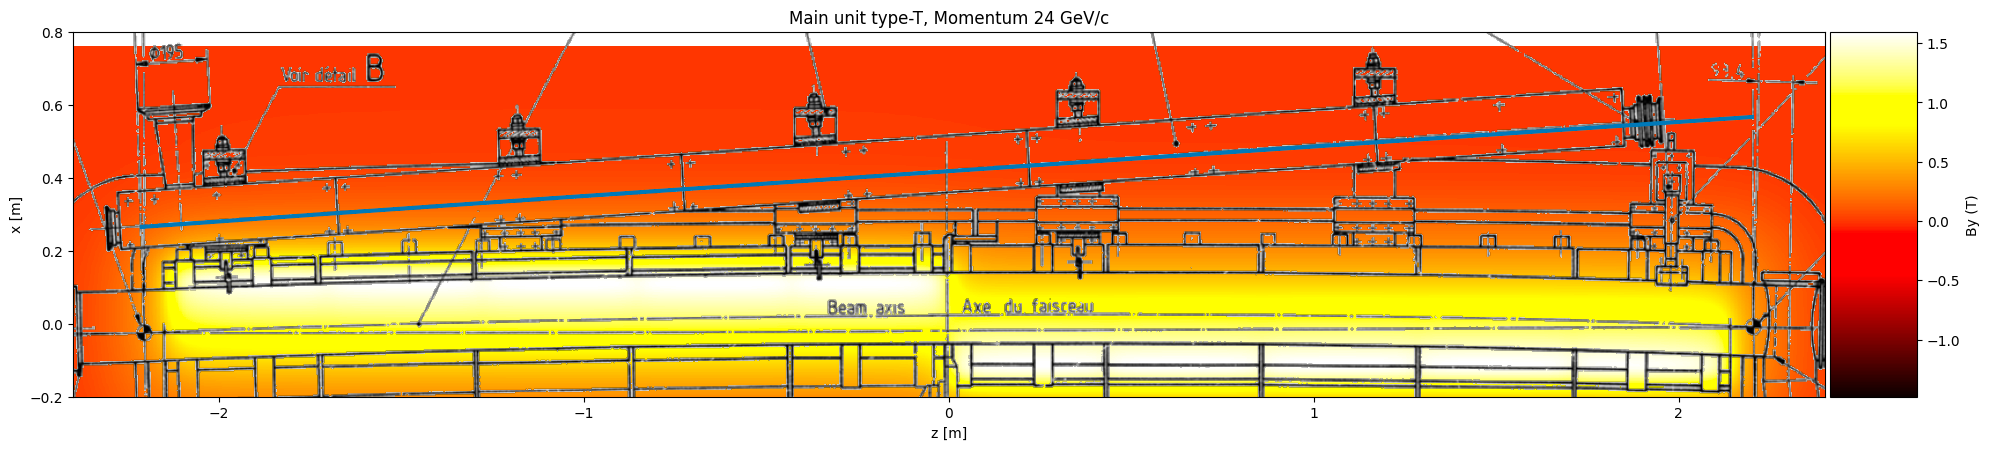 Main unit type-T, Momentum 24 GeV/c
x [m]
0.8
0.6
0.4
0.2
0.0
−0.2
Φ195
Voir détail B
53,6
Beam axis Axe du faisceau
−2
−1
0
1
2
z [m]
1.5
1.0
0.5
0.0
−0.5
−1.0
By (T)